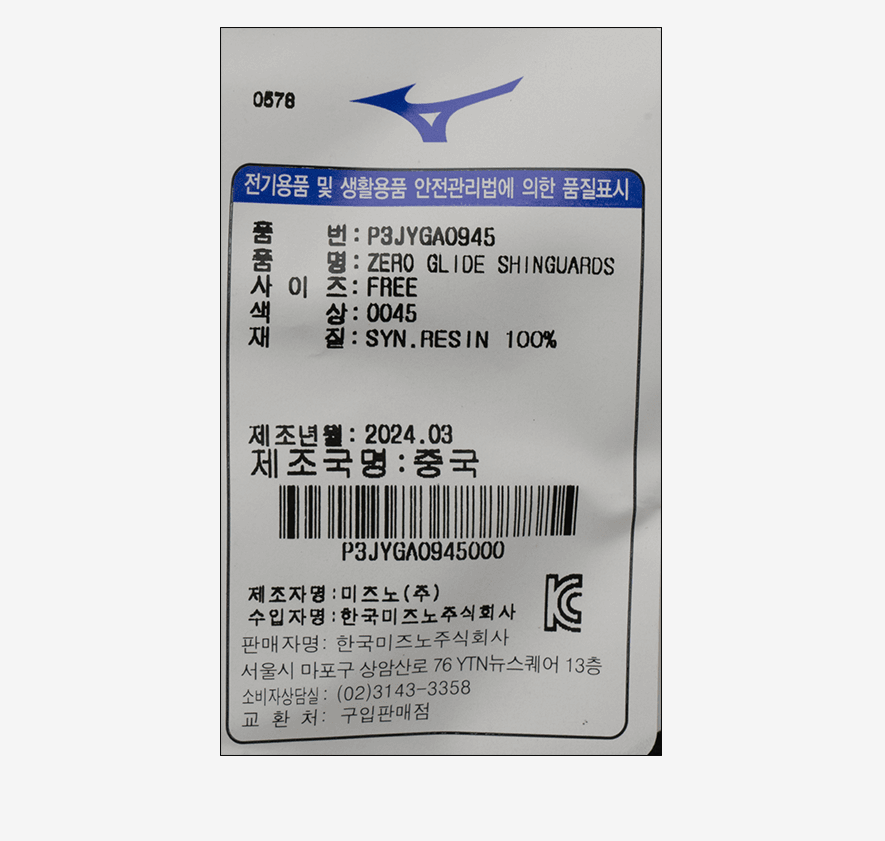 0578
전기용품 및 생활용품 안전관리법에 의한 품질표시
품 번 : P3JYGA0945
품 명 : ZERO GLIDE SHINGUARDS
사 이 즈 : FREE
색 상 : 0045
재 질 : SYN.RESIN 100%
제조년월 : 2024.03
제조국명 : 중국
P3JYGA0945000
제조자명 : 미즈노(주)
수입자명 : 한국미즈노주식회사
판매자명: 한국미즈노주식회사
서울시 마포구 상암산로 76 YTN뉴스퀘어 13층
소비자상담실 : (02)3143-3358
교 환 처: 구입판매점